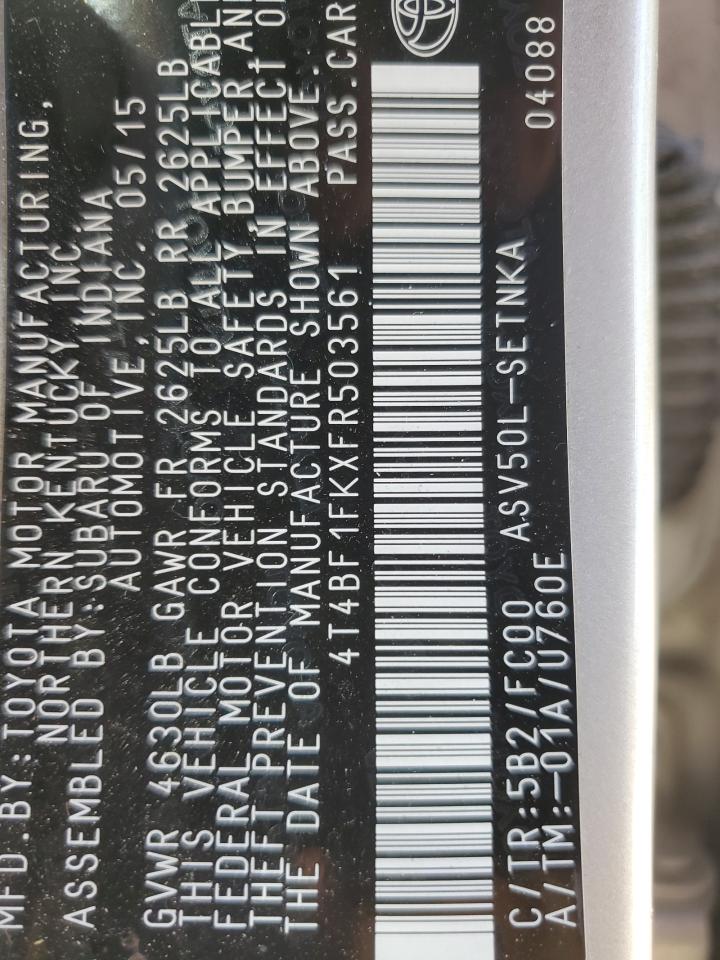 MFD.BY:TOYOTA MOTOR MANUFACTURING,
NORTHERN KENTUCKY,INC.
ASSEMBLED BY:SUBARU OF INDIANA
AUTOMOTIVE,INC. 05/15
GVWR 4630LB GAWR FR 2625LB RR 2625LB
THIS VEHICLE CONFORMS TO ALL APPLICABLE
FEDERAL MOTOR VEHICLE SAFETY,BUMPER,AND
THEFT PREVENTION STANDARDS IN EFFECT ON
THE DATE OF MANUFACTURE SHOWN ABOVE.
4T4BF1FKXFR503561 PASS.CAR
C/TR:5B2/FC00 ASV50L-SETNKA 04088
A/TM:-01A/U760E